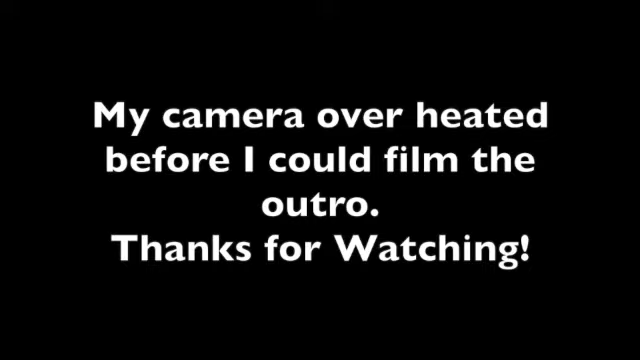 My camera over heated
before I could film the
outro.
Thanks for Watching!